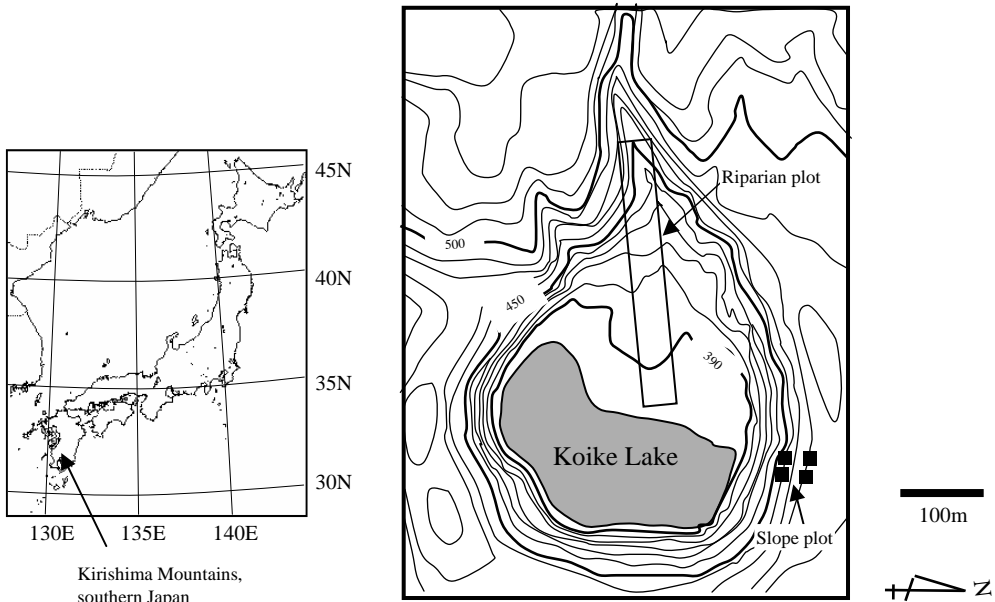 45N
40N
35N
30N
130E
135E
140E
Kirishima Mountains,
southern Japan
500
450
390
Riparian plot
Koike Lake
Slope plot
100m
N